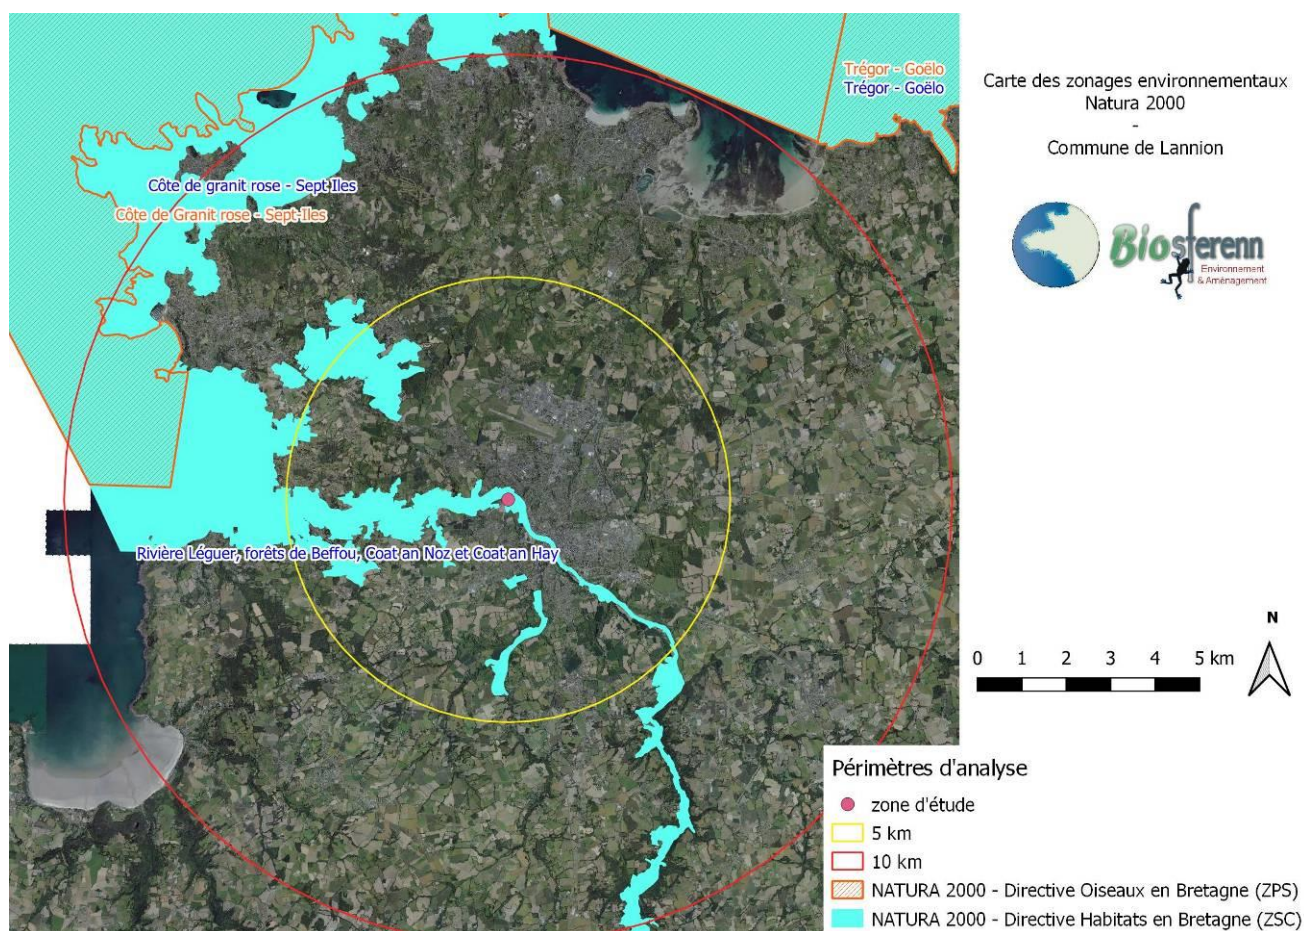 Trégor - Goëlo
Trégor - Goëlo
Côte de granit rose - Sept Iles
Côte de Granit rose - Sept-Iles
Rivière Léguer, forêts de Beffou, Coat an Noz et Coat an Hay
Carte des zonages environnementaux
Natura 2000
-
Commune de Lannion
Biosferenn
Environnement
& Aménagement
N
0 1 2 3 4 5 km
Périmètres d'analyse
zone d'étude
5 km
10 km
NATURA 2000 - Directive Oiseaux en Bretagne (ZPS)
NATURA 2000 - Directive Habitats en Bretagne (ZSC)